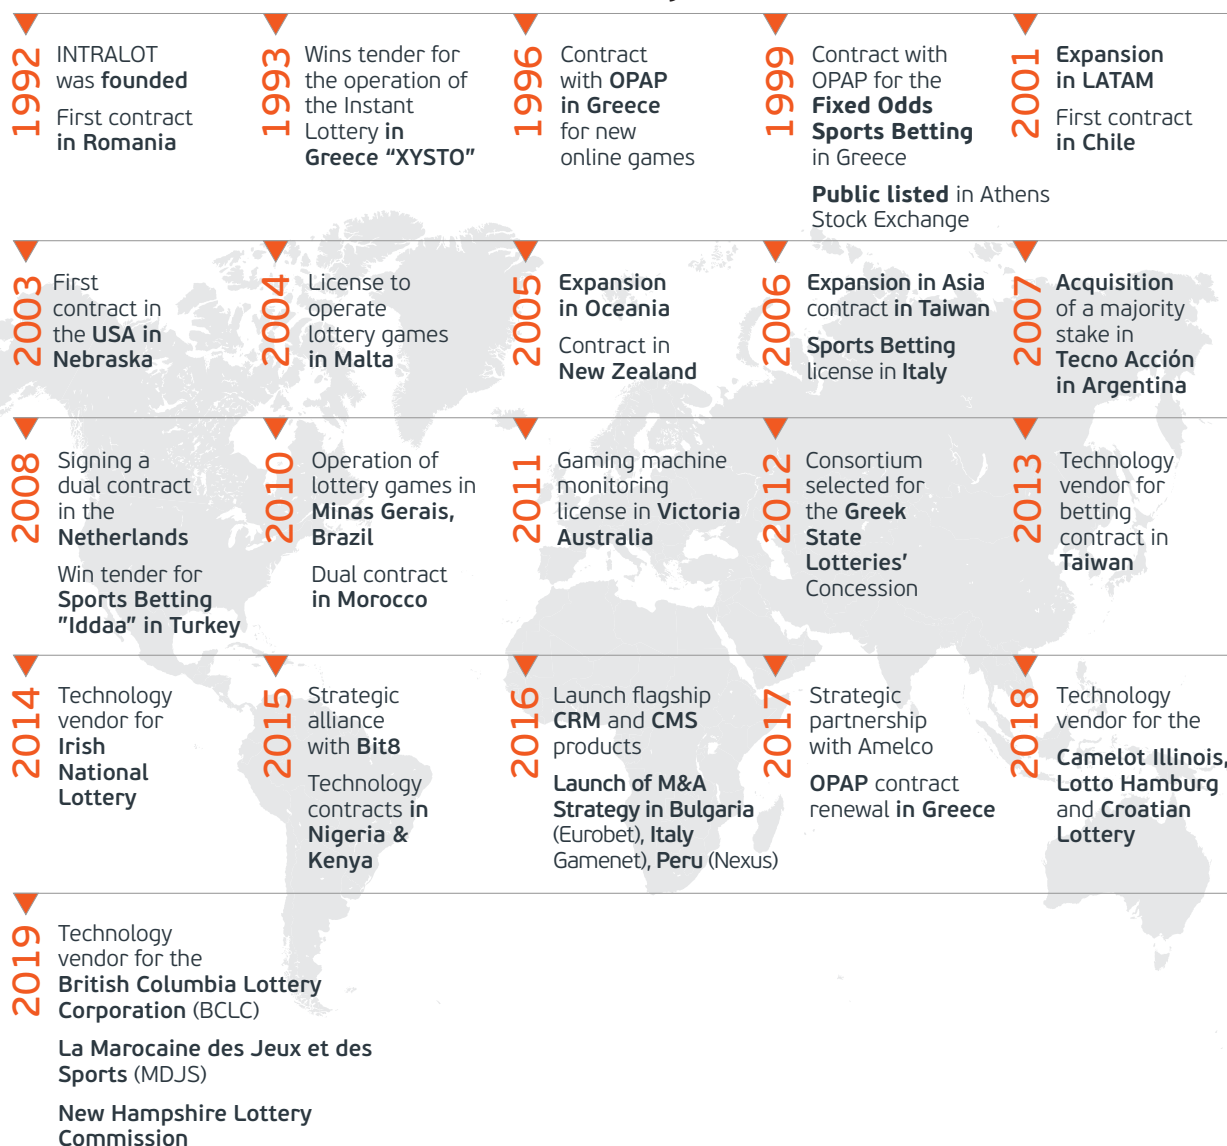 1992
INTRALOT
was founded
First contract
in Romania
1993
Wins tender for
the operation of
the Instant
Lottery in
Greece “XYSTO”
1996
Contract
with OPAP
in Greece
for new
online games
1999
Contract with
OPAP for the
Fixed Odds
Sports Betting
in Greece
Public listed in Athens
Stock Exchange
2001
Expansion
in LATAM
First contract
in Chile
2003
First
contract in
the USA in
Nebraska
2004
License to
operate
lottery games
in Malta
2005
Expansion
in Oceania
Contract in
New Zealand
2006
Expansion in Asia
contract in Taiwan
Sports Betting
license in Italy
2007
Acquisition
of a majority
stake in
Tecno Acción
in Argentina
2008
Signing a
dual contract
in the
Netherlands
Win tender for
Sports Betting
”Iddaa” in Turkey
2010
Operation of
lottery games in
Minas Gerais,
Brazil
Dual contract
in Morocco
2011
Gaming machine
monitoring
license in Victoria
Australia
2012
Consortium
selected for
the Greek
State
Lotteries’
Concession
2013
Technology
vendor for
betting
contract in
Taiwan
2014
Technology
vendor for
Irish
National
Lottery
2015
Strategic
alliance
with Bit8
Technology
contracts in
Nigeria &
Kenya
2016
Launch flagship
CRM and CMS
products
Launch of M&A
Strategy in Bulgaria
(Eurobet), Italy
Gamenet), Peru (Nexus)
2017
Strategic
partnership
with Amelco
OPAP contract
renewal in Greece
2018
Technology
vendor for the
Camelot Illinois,
Lotto Hamburg
and Croatian
Lottery
2019
Technology
vendor for the
British Columbia Lottery
Corporation (BCLC)
La Marocaine des Jeux et des
Sports (MDJS)
New Hampshire Lottery
Commission